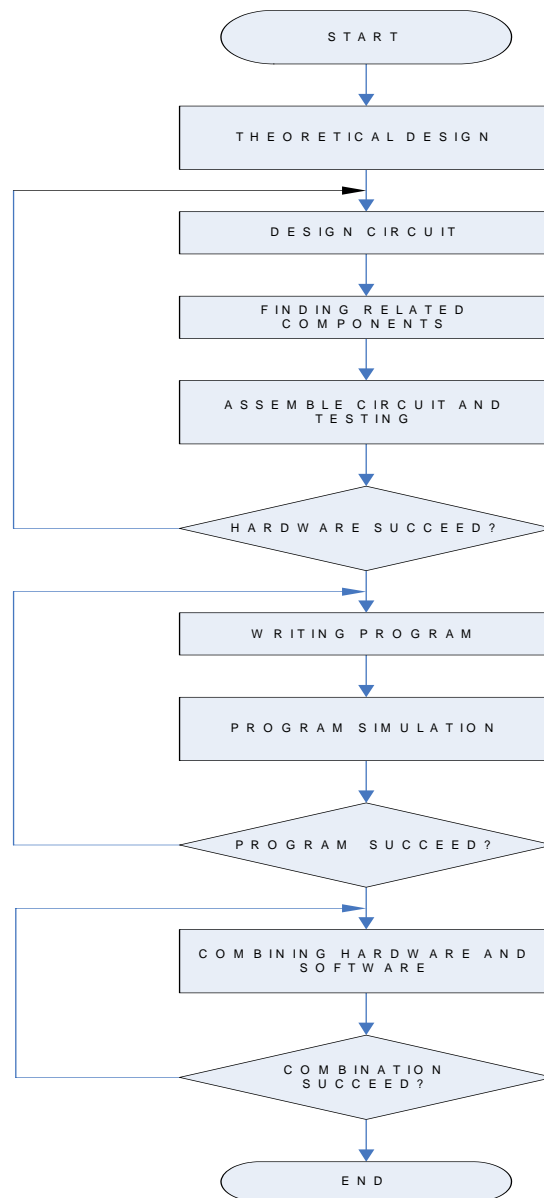 START
THEORETICAL DESIGN
DESIGN CIRCUIT
FINDING RELATED
COMPONENTS
ASSEMBLE CIRCUIT AND
TESTING
HARDWARE SUCCEED?
WRITING PROGRAM
PROGRAM SIMULATION
PROGRAM SUCCEED?
COMBINING HARDWARE AND
SOFTWARE
COMBINATION
SUCCEED?
END